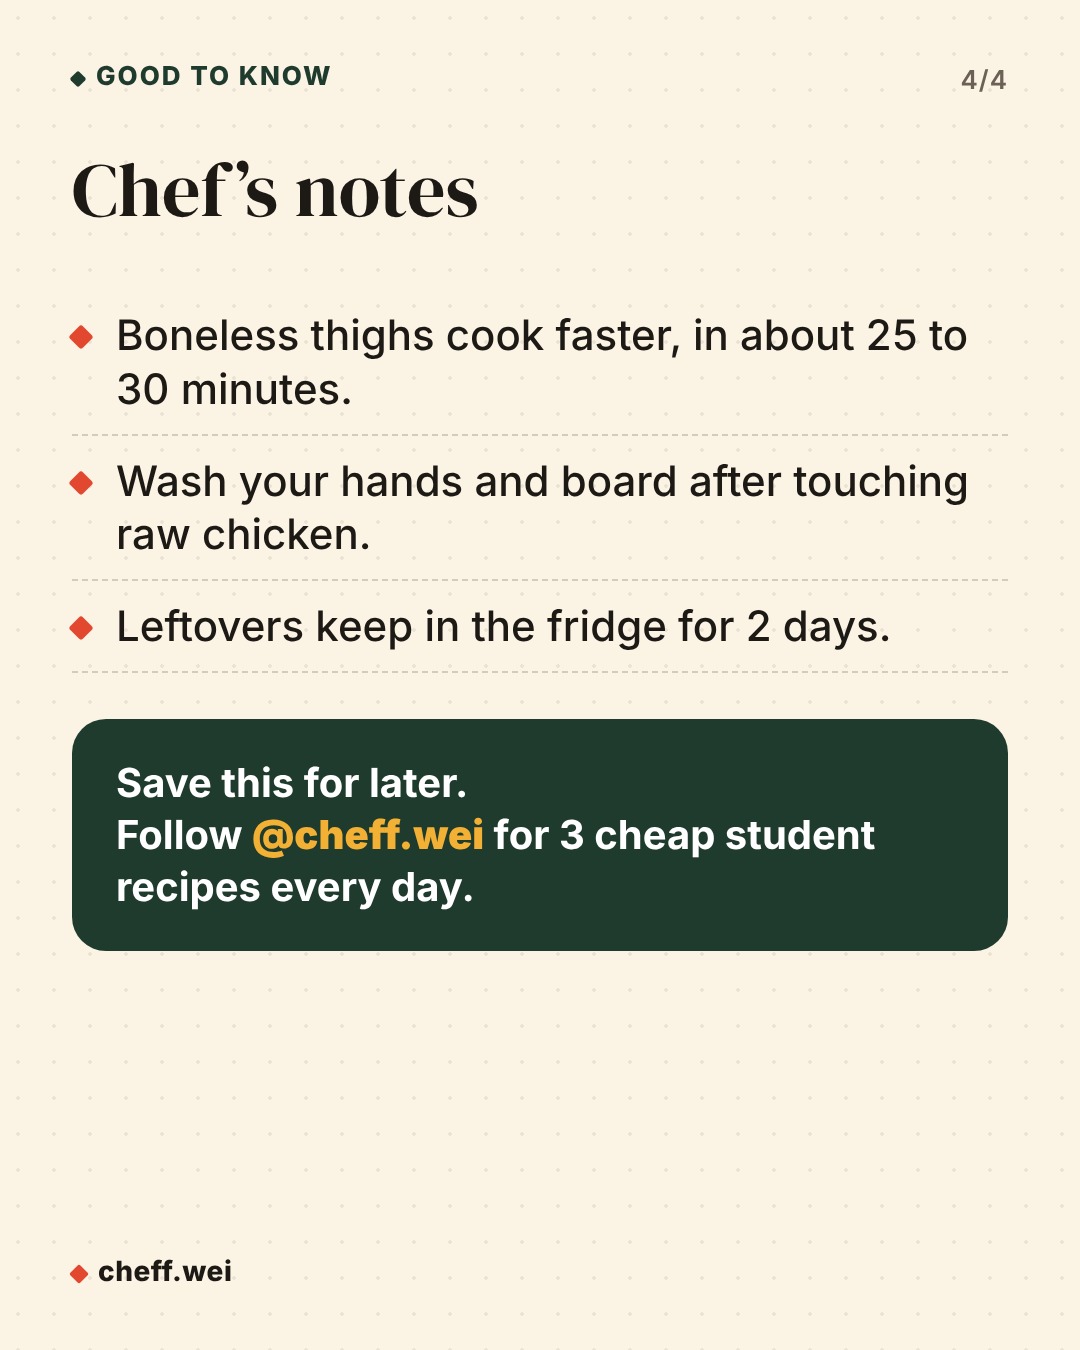 GOOD TO KNOW
4/4
Chef’s notes
Boneless thighs cook faster, in about 25 to
30 minutes.
Wash your hands and board after touching
raw chicken.
Leftovers keep in the fridge for 2 days.
Save this for later.
Follow @cheff.wei for 3 cheap student
recipes every day.
cheff.wei